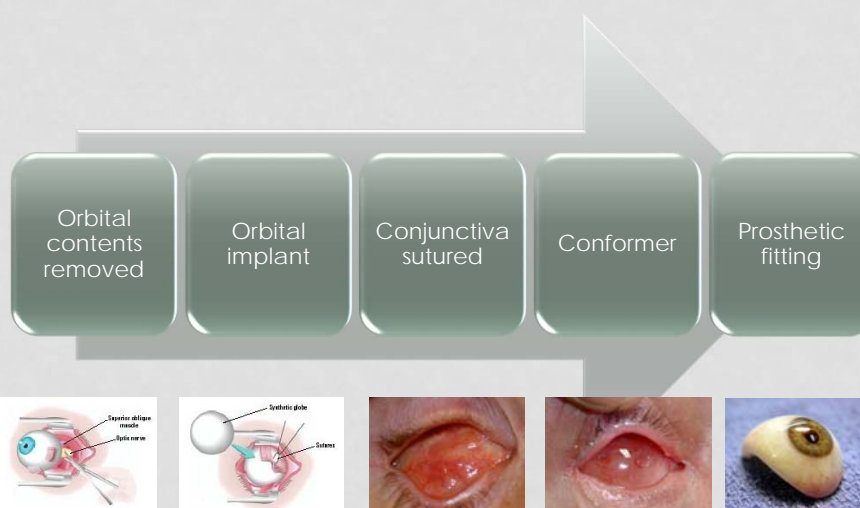 Orbital
contents
removed
Orbital
implant
Conjunctiva
sutured
Conformer
Prosthetic
fitting
Superior oblique
muscle
Optic nerve
Synthetic globe
Sutures